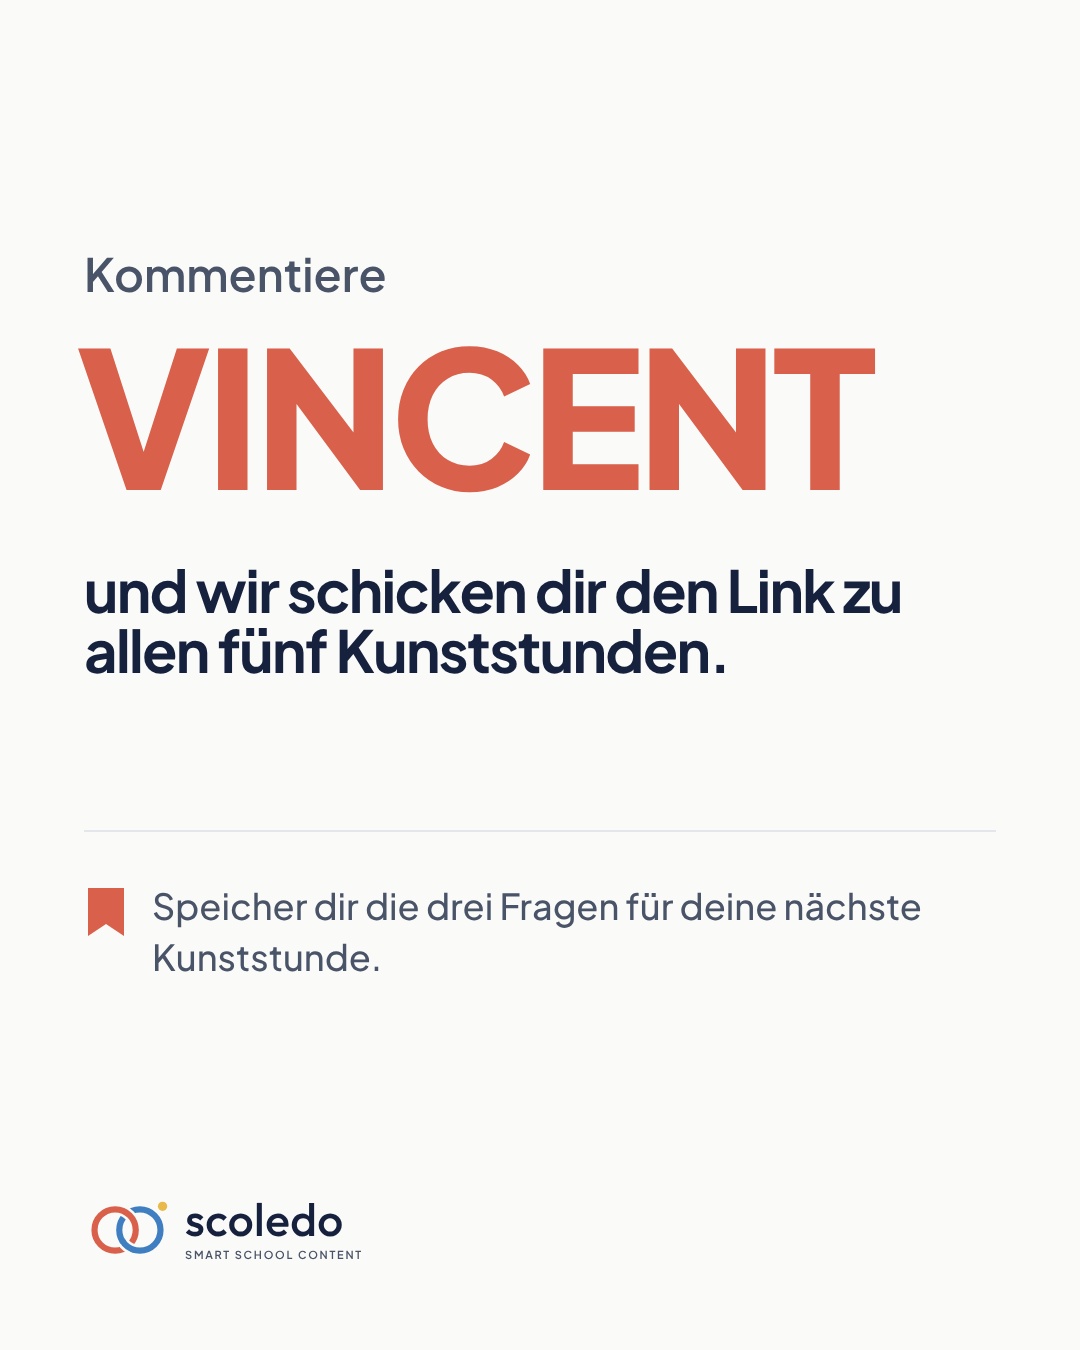 Kommentiere
VINCENT
und wir schicken dir den Link zu
allen fünf Kunststunden.
Speicher dir die drei Fragen für deine nächste
Kunststunde.
scoledo
SMART SCHOOL CONTENT